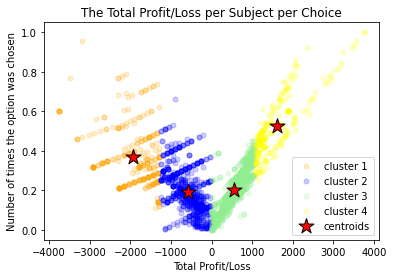 The Total Profit/Loss per Subject per Choice
Number of times the option was chosen
1.0
0.8
0.6
0.4
0.2
0.0
cluster 1
cluster 2
cluster 3
cluster 4
centroids
−4000 −3000 −2000 −1000 0 1000 2000 3000 4000
Total Profit/Loss